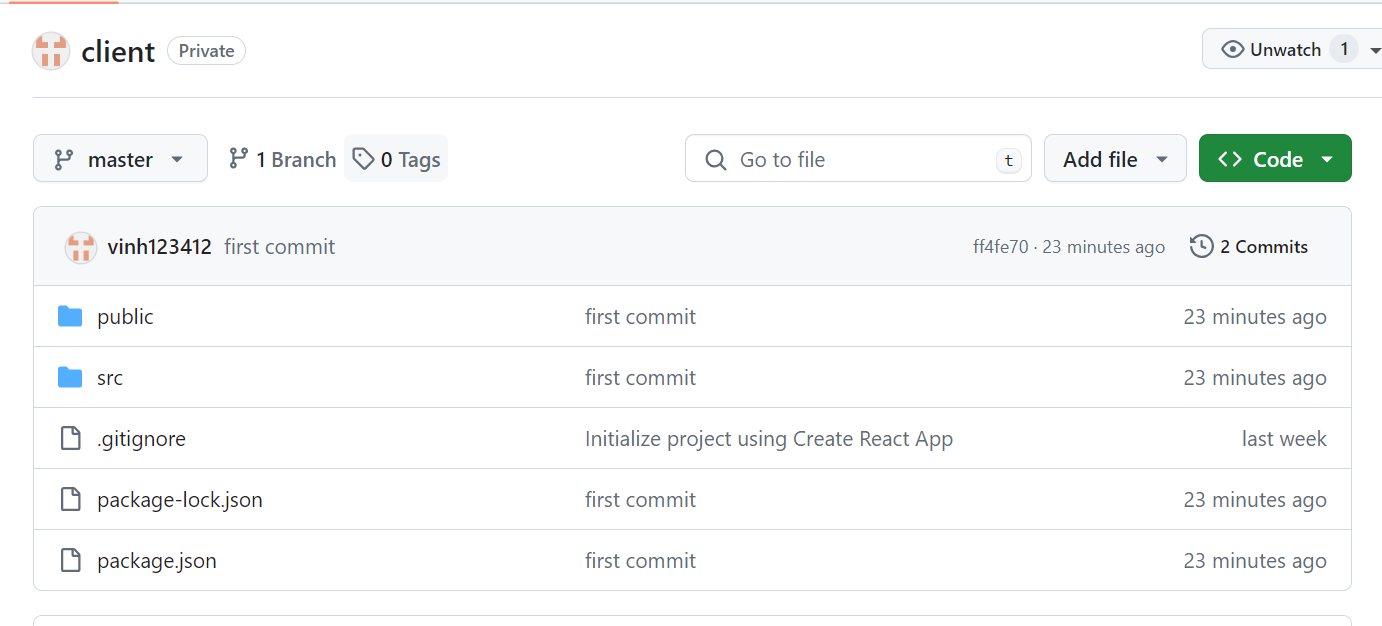 client Private Unwatch 1
master 1 Branch 0 Tags Go to file t Add file Code
vinh123412 first commit ff4fe70 · 23 minutes ago 2 Commits
public first commit 23 minutes ago
src first commit 23 minutes ago
.gitignore Initialize project using Create React App last week
package-lock.json first commit 23 minutes ago
package.json first commit 23 minutes ago